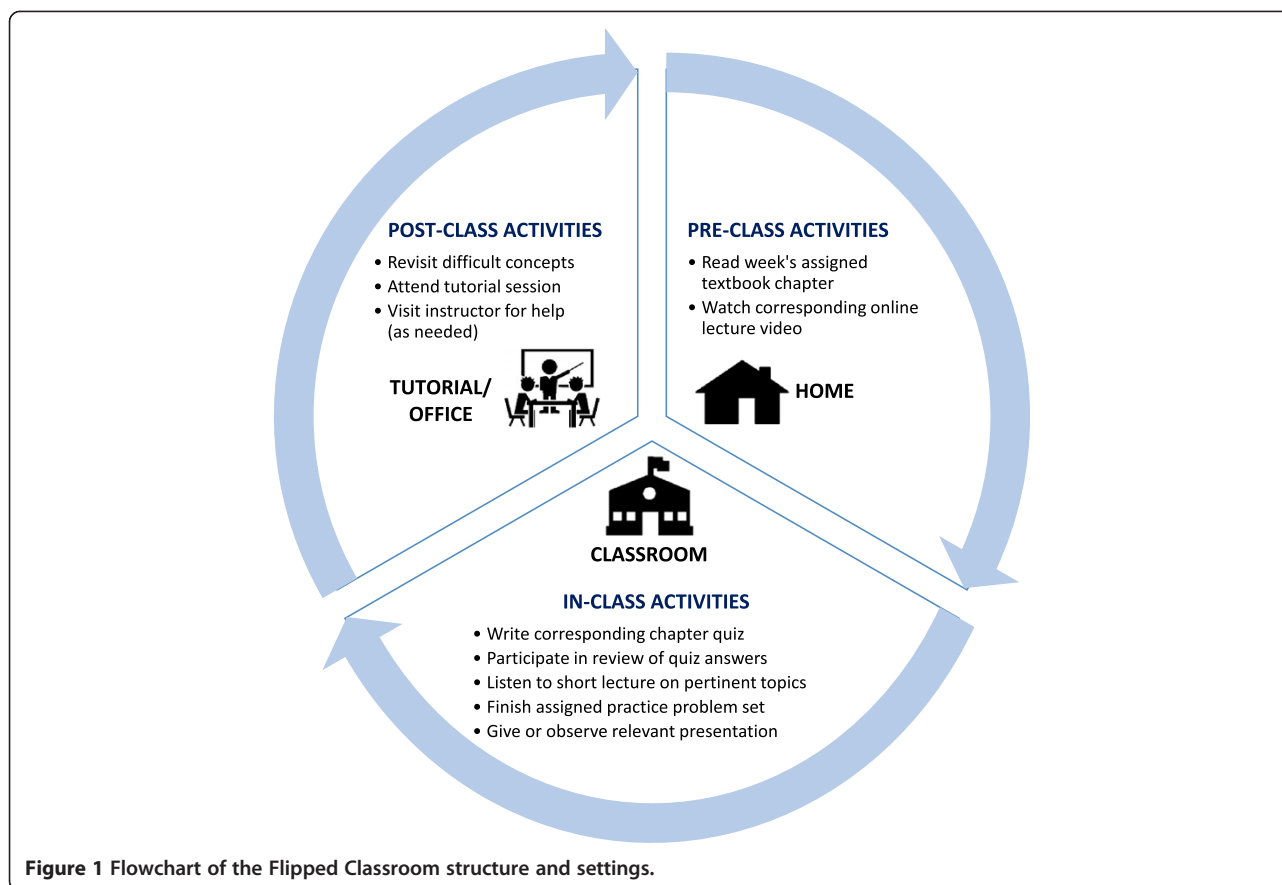 POST-CLASS ACTIVITIES
• Revisit difficult concepts
• Attend tutorial session
• Visit instructor for help
(as needed)
TUTORIAL/
OFFICE
PRE-CLASS ACTIVITIES
• Read week's assigned
textbook chapter
• Watch corresponding online
lecture video
HOME
CLASSROOM
IN-CLASS ACTIVITIES
• Write corresponding chapter quiz
• Participate in review of quiz answers
• Listen to short lecture on pertinent topics
• Finish assigned practice problem set
• Give or observe relevant presentation
Figure 1 Flowchart of the Flipped Classroom structure and settings.